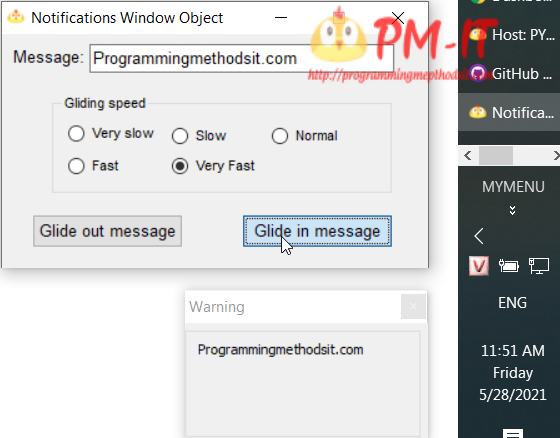 Notifications Window Object
PM-IT
http://programmingmepthodsit.com
Message: Programmingmethodsit.com
Gliding speed
Very slow
Slow
Normal
Fast
Very Fast
Glide out message
Glide in message
Warning
Programmingmethodsit.com
Host: PY...
GitHub ...
Notifica...
MYMENU
ENG
11:51 AM
Friday
5/28/2021